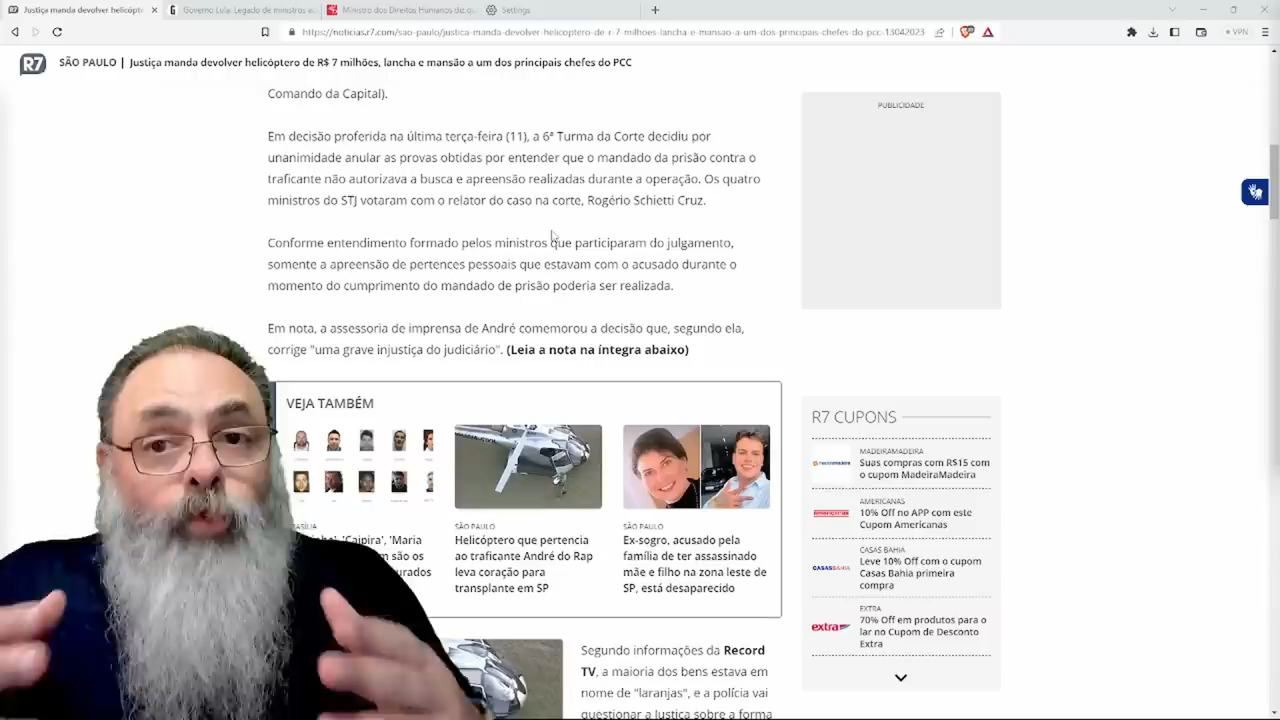 Justiça manda devolver helicópt
Governo Lula: Legado de ministros a
Ministro dos Direitos Humanos diz qu
Settings
https://noticias.r7.com/sao-paulo/justica-manda-devolver-helicoptero-de-r-7-milhoes-lancha-e-mansao-a-um-dos-principais-chefes-do-pcc-13042023
VPN
R7
SÃO PAULO | Justiça manda devolver helicóptero de R$ 7 milhões, lancha e mansão a um dos principais chefes do PCC
Comando da Capital).
Em decisão proferida na última terça-feira (11), a 6ª Turma da Corte decidiu por
unanimidade anular as provas obtidas por entender que o mandado da prisão contra o
traficante não autorizava a busca e apreensão realizadas durante a operação. Os quatro
ministros do STJ votaram com o relator do caso na corte, Rogério Schietti Cruz.
Conforme entendimento formado pelos ministros que participaram do julgamento,
somente a apreensão de pertences pessoais que estavam com o acusado durante o
momento do cumprimento do mandado de prisão poderia ser realizada.
Em nota, a assessoria de imprensa de André comemorou a decisão que, segundo ela,
corrige "uma grave injustiça do judiciário". (Leia a nota na íntegra abaixo)
VEJA TAMBÉM
'Caipira', 'Maria
são os
urados
SÃO PAULO
Helicóptero que pertencia
ao traficante André do Rap
leva coração para
transplante em SP
SÃO PAULO
Ex-sogro, acusado pela
família de ter assassinado
mãe e filho na zona leste de
SP, está desaparecido
Segundo informações da Record
TV, a maioria dos bens estava em
nome de "laranjas", e a polícia vai
questionar a Justiça sobre a forma
PUBLICIDADE
R7 CUPONS
MADEIRAMADEIRA
Suas compras com R$15 com
o cupom MadeiraMadeira
AMERICANAS
10% Off no APP com este
Cupom Americanas
CASAS BAHIA
CASASBAHIA
Leve 10% Off com o cupom
Casas Bahia primeira
compra
EXTRA
extra
70% Off em produtos para o
lar no Cupom de Desconto
Extra